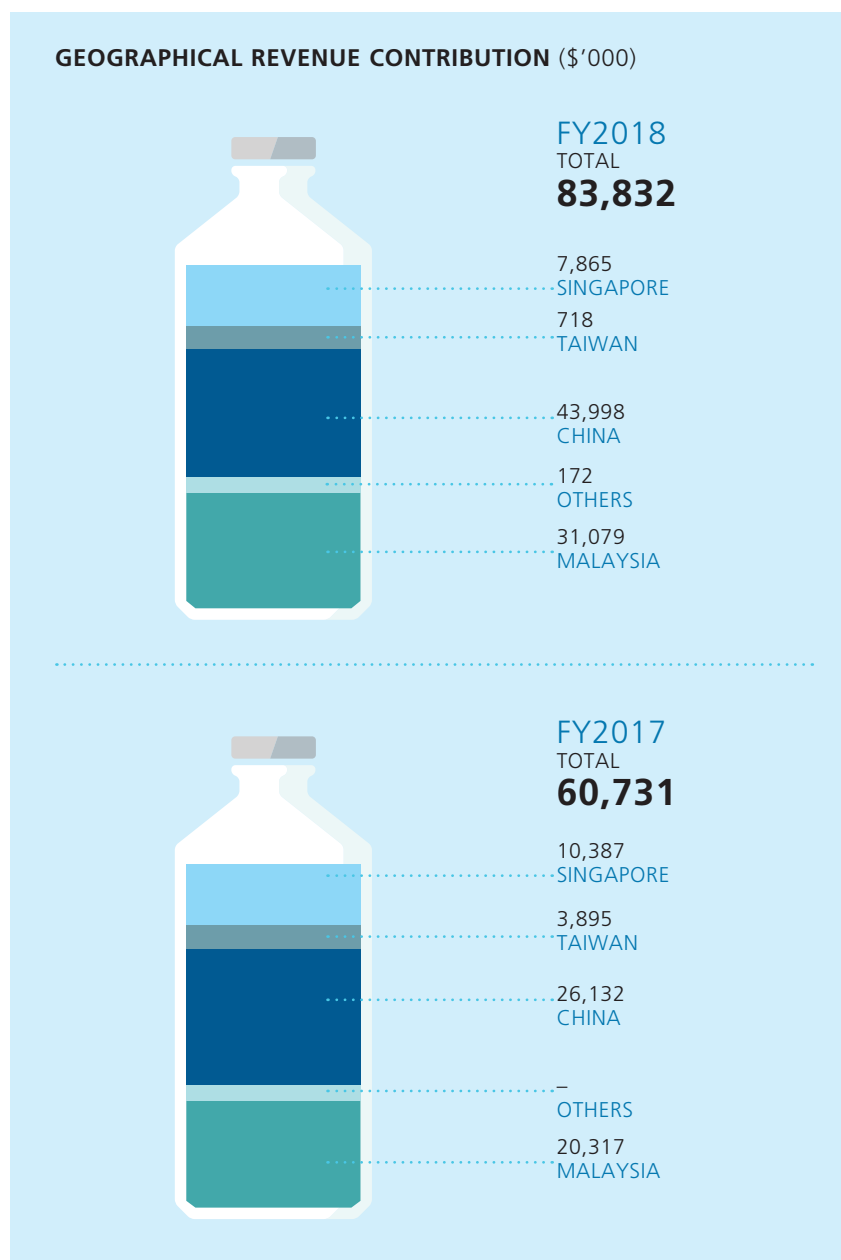 GEOGRAPHICAL REVENUE CONTRIBUTION ($’000)
FY2018
TOTAL
83,832
7,865
SINGAPORE
718
TAIWAN
43,998
CHINA
172
OTHERS
31,079
MALAYSIA
FY2017
TOTAL
60,731
10,387
SINGAPORE
3,895
TAIWAN
26,132
CHINA
–
OTHERS
20,317
MALAYSIA